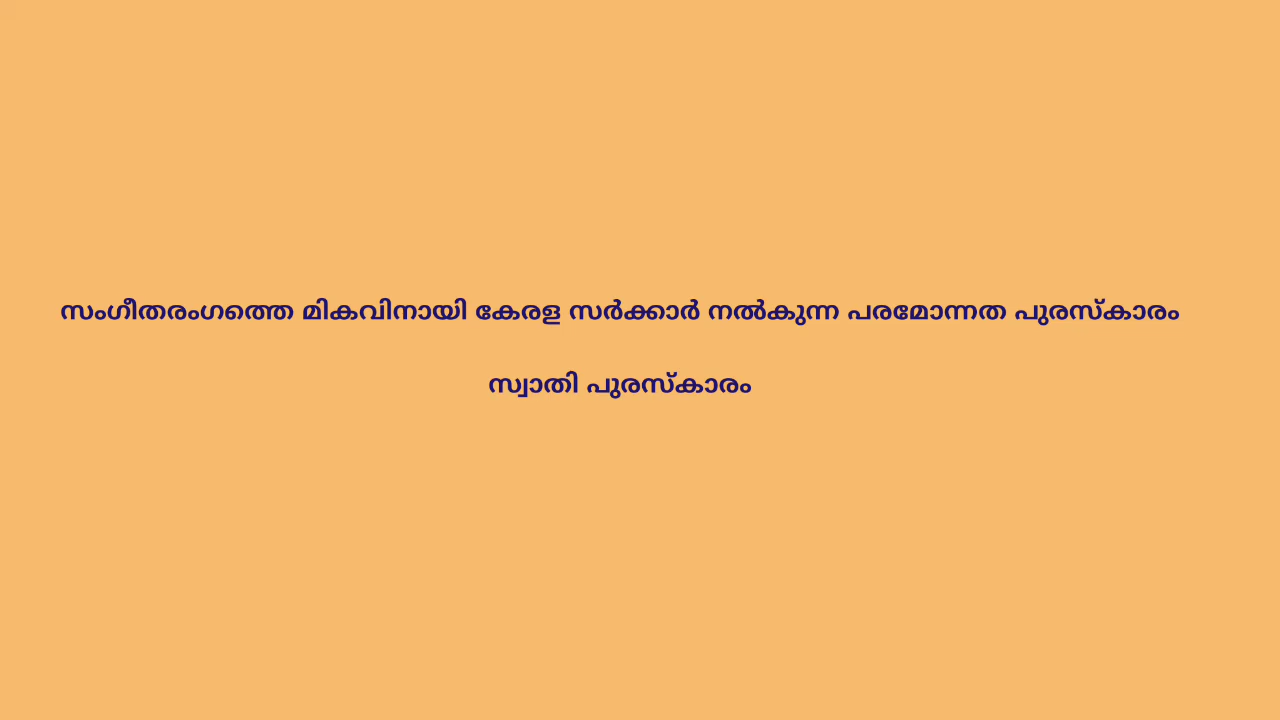 സംഗീതരംഗത്തെ മികവിനായി കേരള സർക്കാർ നൽകുന്ന പരമോന്നത പുരസ്കാരം
സ്വാതി പുരസ്കാരം